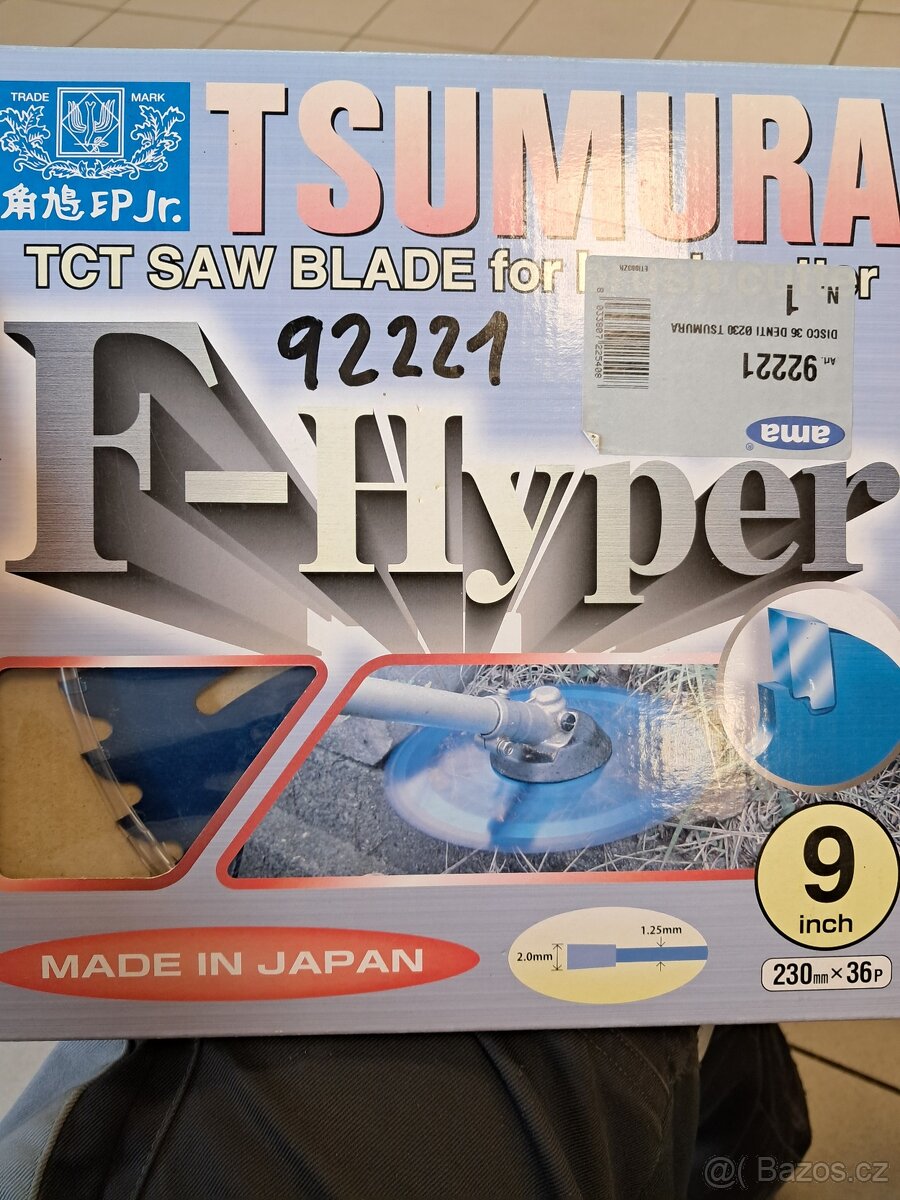 TRADE MARK
角鳩印Jr.
TSUMURA
TCT SAW BLADE for
92221
ama®
Art. 92221
DISCO 36 DENTI Ø230 TSUMURA
N. 1
F-Hyper
9
inch
230mm×36P
MADE IN JAPAN
2.0mm
1.25mm
@( Bazos.cz